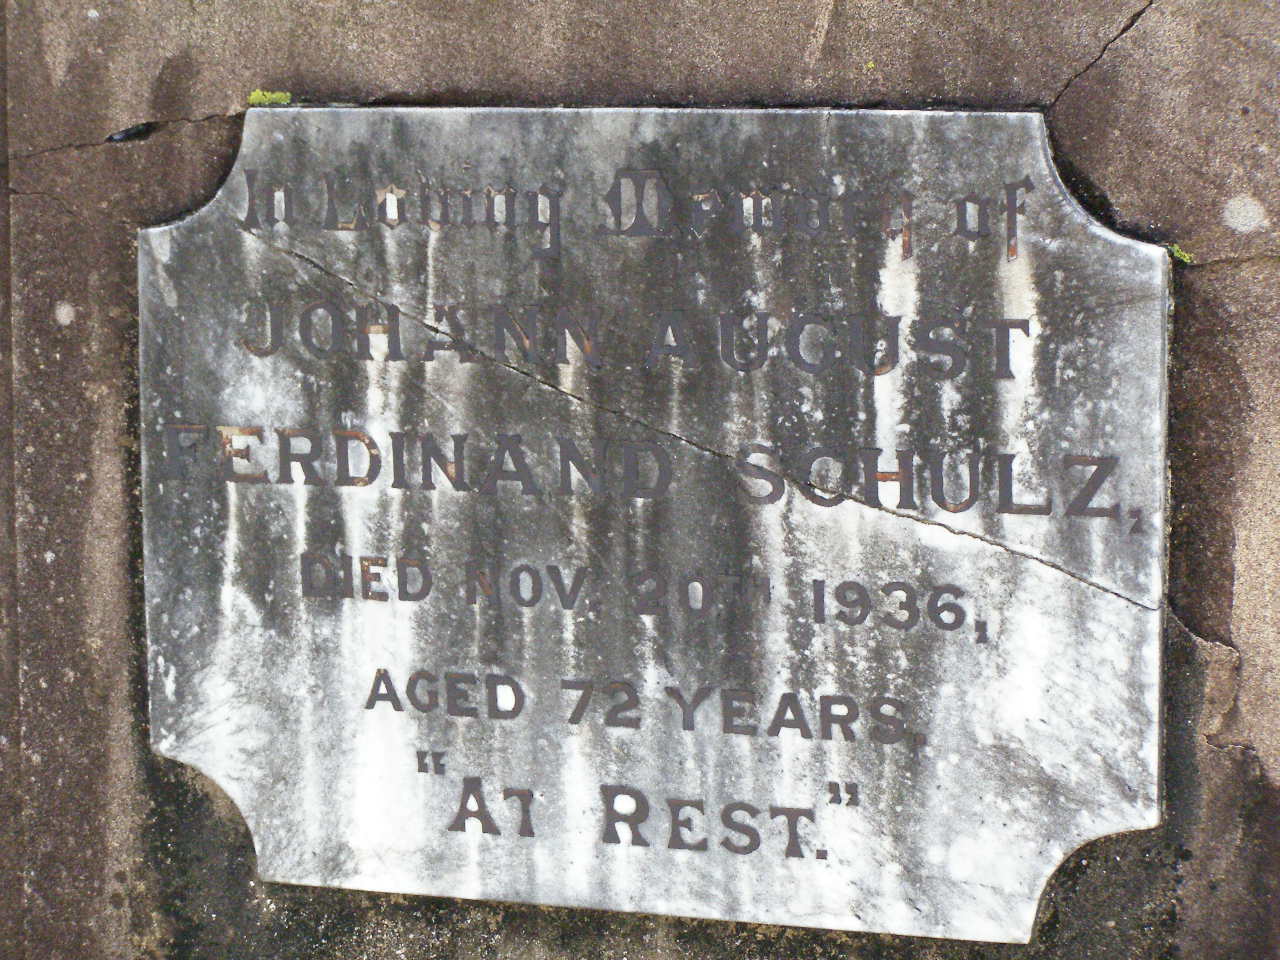 In Loving Memory of
JOHANN AUGUST
FERDINAND SCHULZ,
DIED NOV. 20TH 1936,
AGED 72 YEARS.
"AT REST."